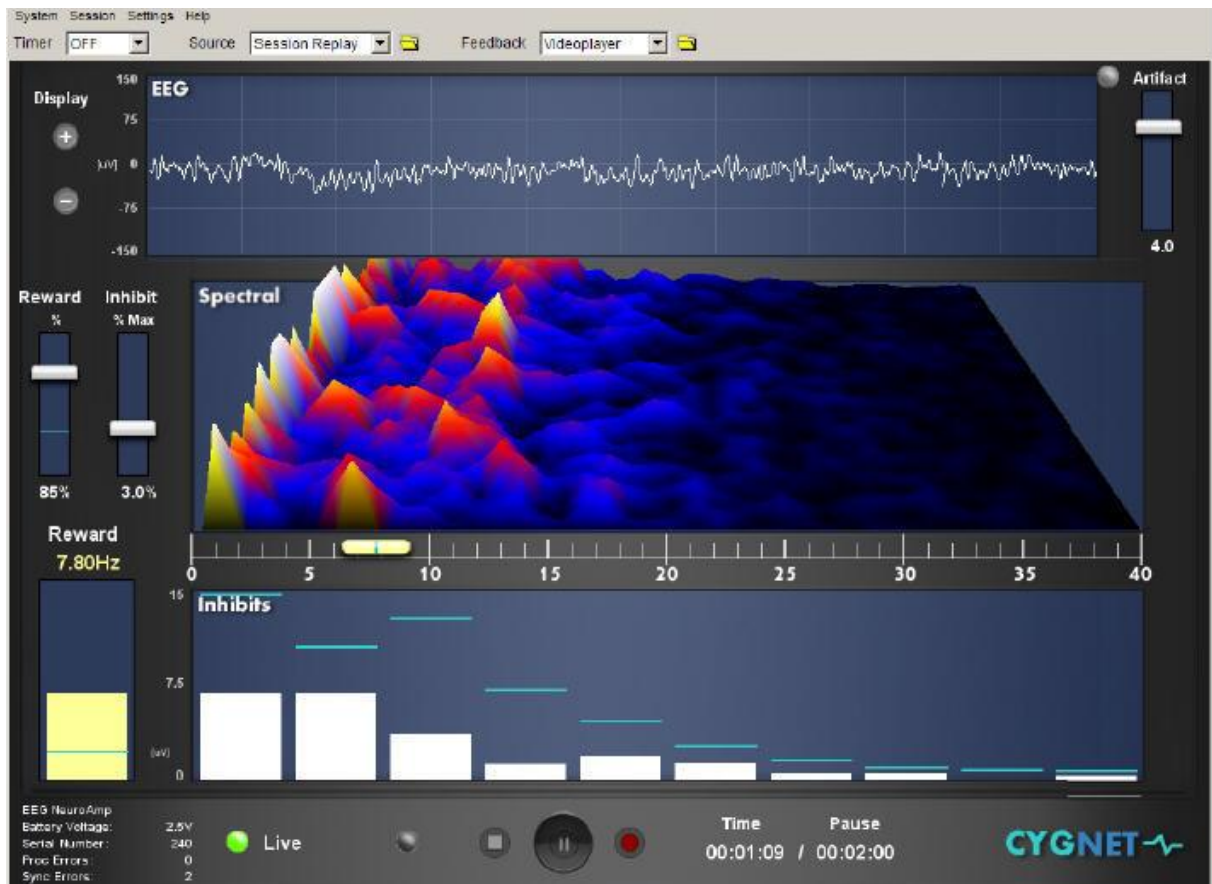 System Session Settings Help
Timer OFF Source Session Replay Feedback Videoplayer
Display
150
EEG
75
[uV] 0
-75
-150
Artifact
4.0
Reward Inhibit
% % Max
85% 3.0%
Spectral
Reward
7.80Hz
0 5 10 15 20 25 30 35 40
15
Inhibits
7.5
[uV]
0
EEG NeuroAmp
Battery Voltage: 2.5V
Serial Number: 240
Proc Errors: 0
Sync Errors: 2
Live
Time Pause
00:01:09 / 00:02:00
CYGNET